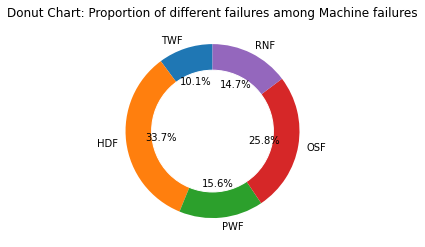 Donut Chart: Proportion of different failures among Machine failures
TWF
RNF
10.1%
14.7%
HDF
33.7%
25.8%
OSF
15.6%
PWF